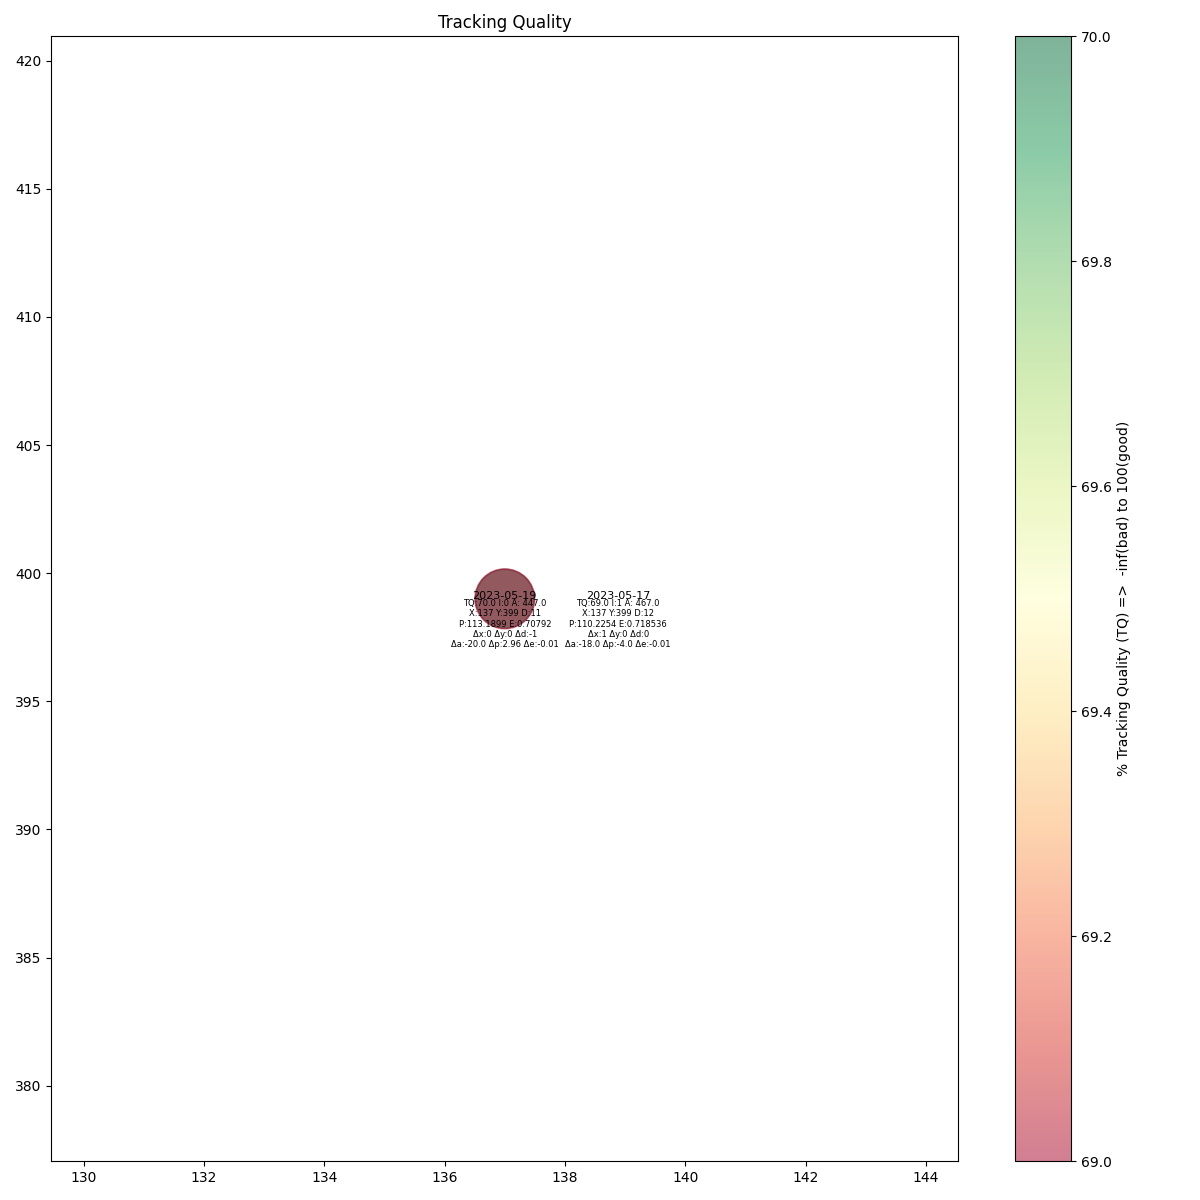 Tracking Quality
420
415
410
405
400
395
390
385
380
130
132
134
136
138
140
142
144
2023-05-19
TQ:70.0 I:0 A: 447.0
X:137 Y:399 D:11
P:113.1899 E:0.70792
Δx:0 Δy:0 Δd:-1
Δa:-20.0 Δp:2.96 Δe:-0.01
2023-05-17
TQ:69.0 I:1 A: 467.0
X:137 Y:399 D:12
P:110.2254 E:0.718536
Δx:1 Δy:0 Δd:0
Δa:-18.0 Δp:-4.0 Δe:-0.01
70.0
69.8
69.6
69.4
69.2
69.0
% Tracking Quality (TQ) => -inf(bad) to 100(good)